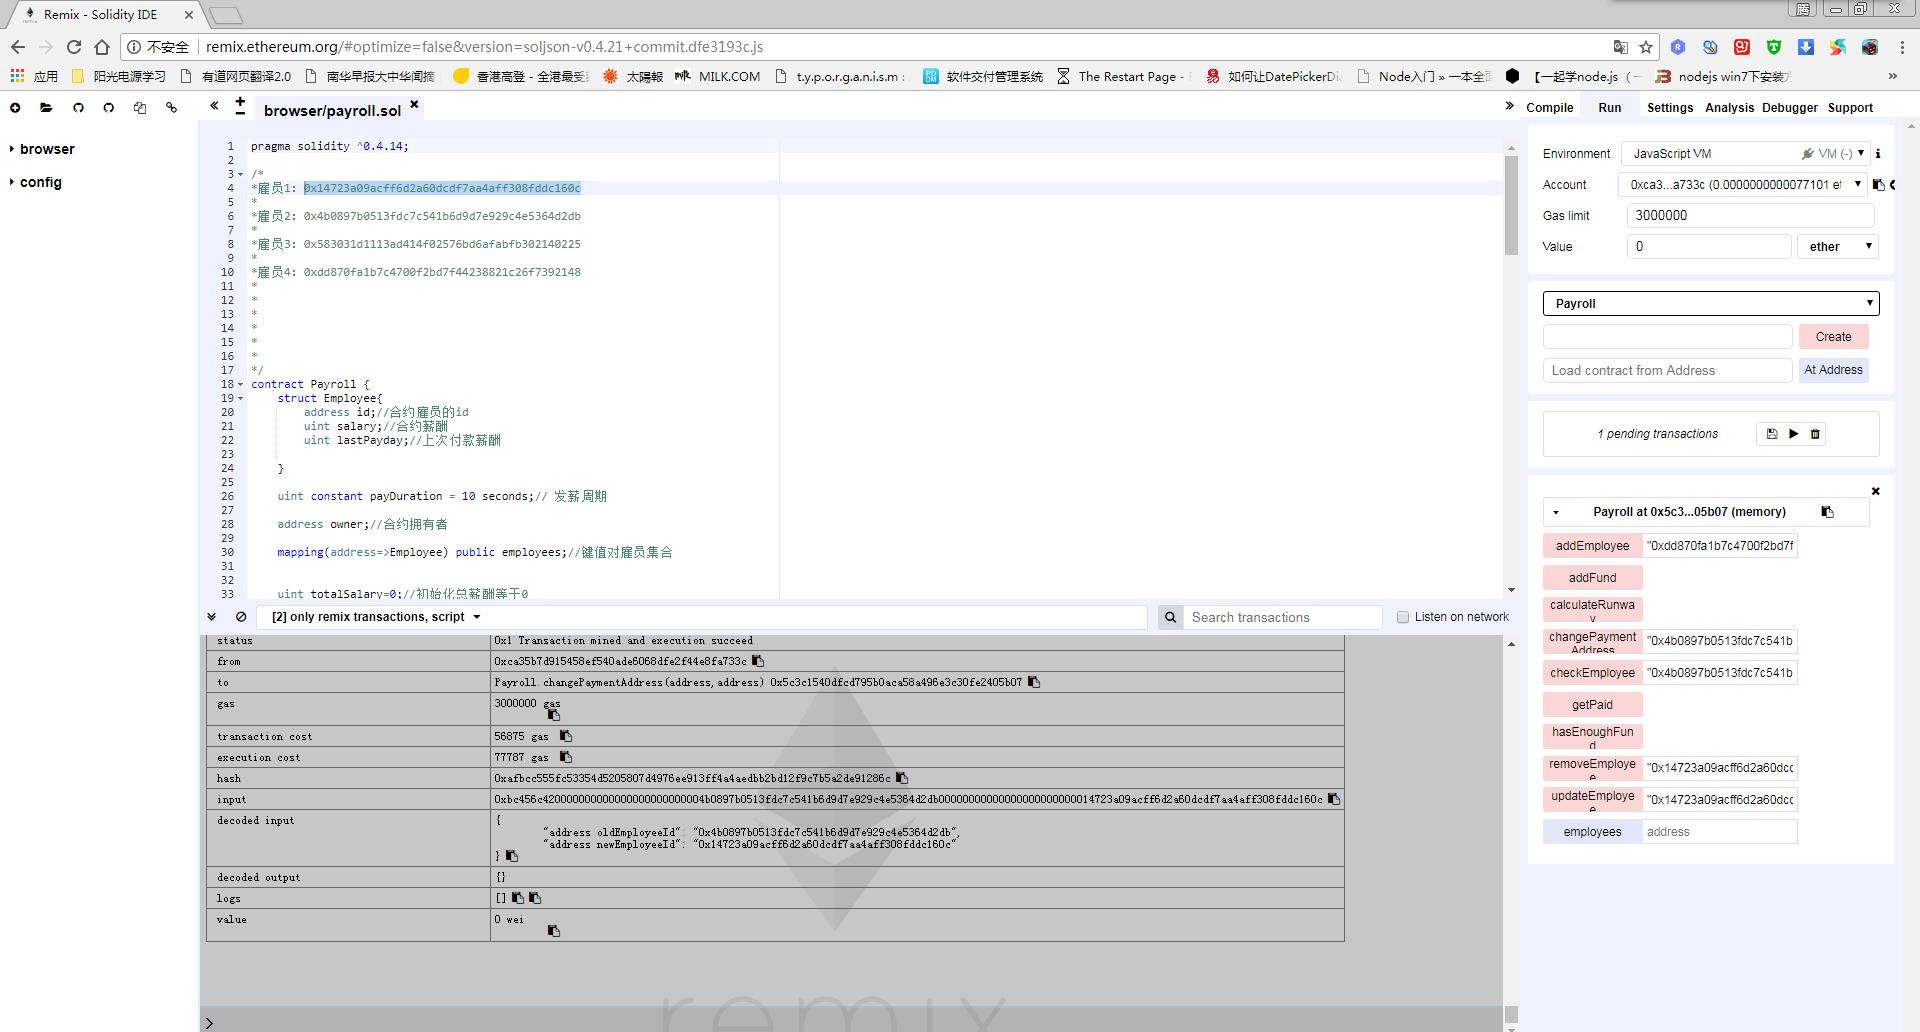 Remix - Solidity IDE
不安全 remix.ethereum.org/#optimize=false&version=soljson-v0.4.21+commit.dfe3193c.js
应用 阳光电源学习 有道网页翻译2.0 南华早报大中华闻摘 香港高登 - 全港最受 太陽報 MILK.COM t.y.p.o.r.g.a.n.i.s.m : 软件交付管理系统 The Restart Page - 如何让DatePickerDi Node入门 » 一本全 【一起学node.js（ nodejs win7下安装 »
browser
config
« browser/payroll.sol ×
1 pragma solidity ^0.4.14;
2
3 /*
4 *雇员1: 0x14723a09acff6d2a60dcdf7aa4aff308fddc160c
5 *
6 *雇员2: 0x4b0897b0513fdc7c541b6d9d7e929c4e5364d2db
7 *
8 *雇员3: 0x583031d1113ad414f02576bd6afabfb302140225
9 *
10 *雇员4: 0xdd870fa1b7c4700f2bd7f44238821c26f7392148
11 *
12 *
13 *
14 *
15 *
16 *
17 */
18 contract Payroll {
19 struct Employee{
20 address id;//合约雇员的id
21 uint salary;//合约薪酬
22 uint lastPayday;//上次付款薪酬
23
24 }
25
26 uint constant payDuration = 10 seconds;// 发薪周期
27
28 address owner;//合约拥有者
29
30 mapping(address=>Employee) public employees;//键值对雇员集合
31
32
33 uint totalSalary=0;//初始化总薪酬等于0
[2] only remix transactions, script
Search transactions
Listen on network
status 0x1 Transaction mined and execution succeed
from 0xca35b7d915458ef540ade6068dfe2f44e8fa733c
to Payroll.changePaymentAddress(address,address) 0x5c3c1540dfcd795b0aca58a496e3c30fe2405b07
gas 3000000 gas
transaction cost 56875 gas
execution cost 77787 gas
hash 0xafbcc555fc53354d5205807d4976ee913ff4a4aedbb2bd12f9c7b5a2de91286c
input 0xbc456c420000000000000000000000004b0897b0513fdc7c541b6d9d7e929c4e5364d2db00000000000000000000000014723a09acff6d2a60dcdf7aa4aff308fddc160c
decoded input {
"address oldEmployeeId": "0x4b0897b0513fdc7c541b6d9d7e929c4e5364d2db",
"address newEmployeeId": "0x14723a09acff6d2a60dcdf7aa4aff308fddc160c"
}
decoded output {}
logs []
value 0 wei
remix
>
» Compile Run Settings Analysis Debugger Support
Environment JavaScript VM VM (-)
Account 0xca3...a733c (0.0000000000077101 et
Gas limit 3000000
Value 0 ether
Payroll
Create
Load contract from Address At Address
1 pending transactions
Payroll at 0x5c3...05b07 (memory)
addEmployee "0xdd870fa1b7c4700f2bd7f
addFund
calculateRunwa
y
changePayment "0x4b0897b0513fdc7c541b
Address
checkEmployee "0x4b0897b0513fdc7c541b
getPaid
hasEnoughFun
d
removeEmploye "0x14723a09acff6d2a60dcc
e
updateEmploye "0x14723a09acff6d2a60dcc
e
employees address